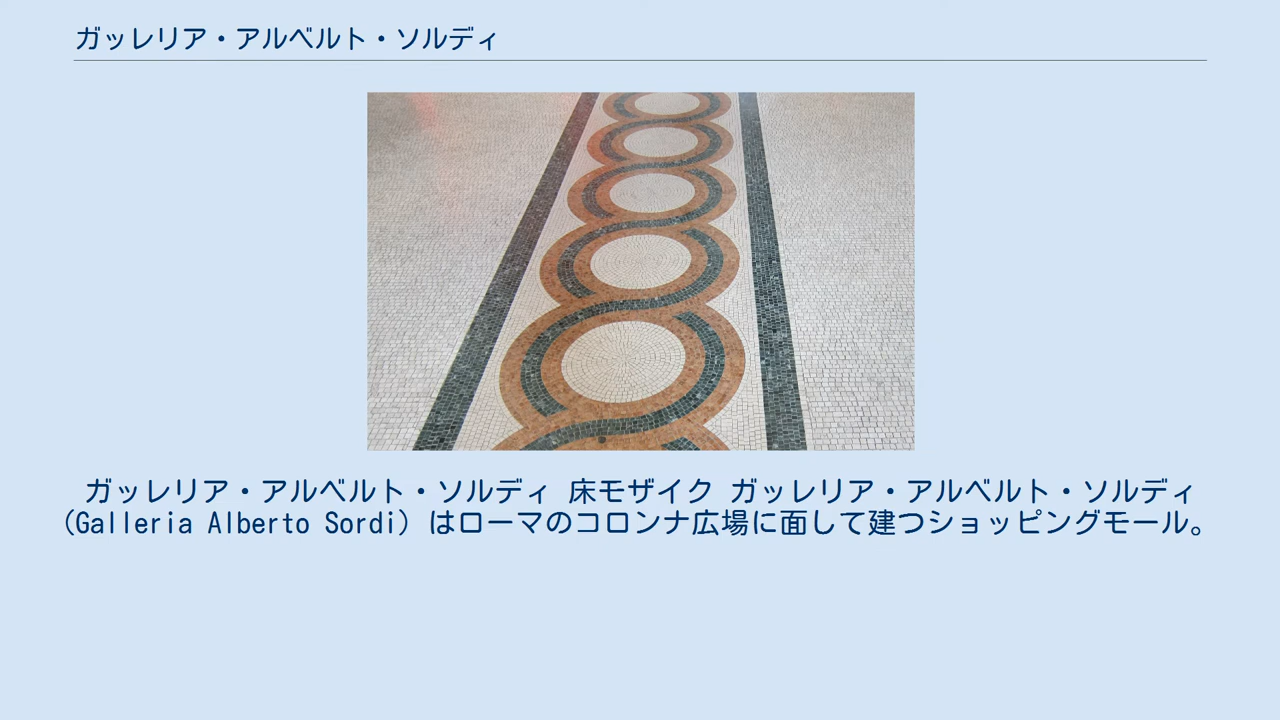 ガッレリア・アルベルト・ソルディ
ガッレリア・アルベルト・ソルディ 床モザイク ガッレリア・アルベルト・ソルディ
(Galleria Alberto Sordi) はローマのコロンナ広場に面して建つショッピングモール。